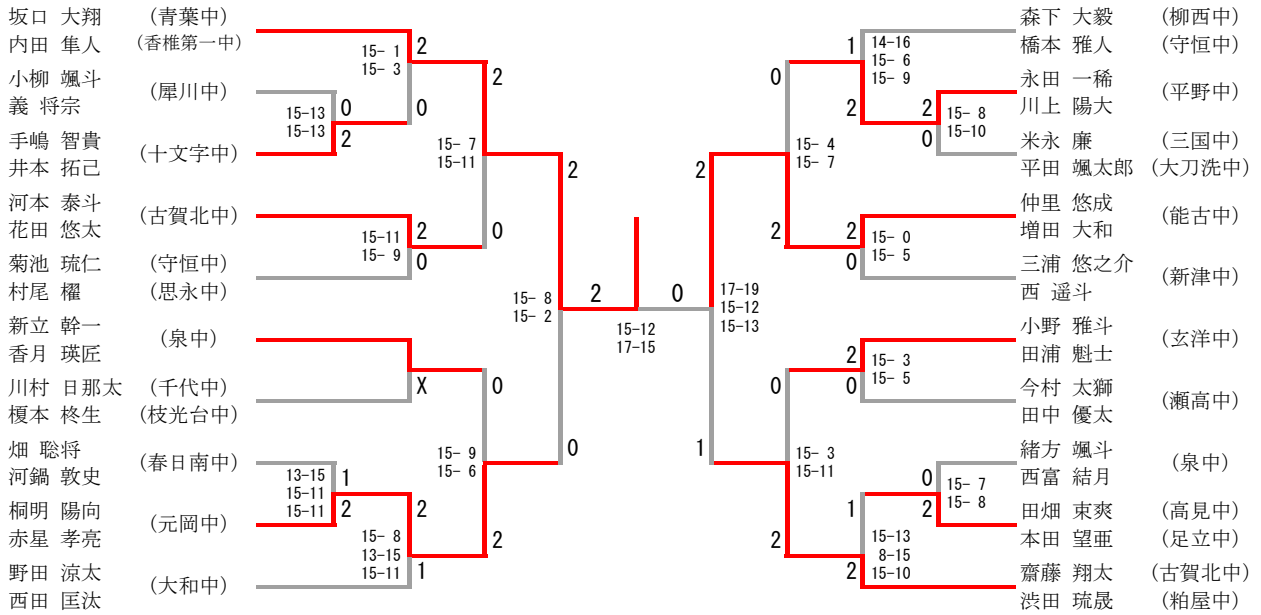 坂口 大翔 (青葉中)
内田 隼人 (香椎第一中)
小柳 颯斗
義 将宗
(犀川中)
手嶋 智貴
井本 拓己
(十文字中)
河本 泰斗
花田 悠太
(古賀北中)
菊池 琉仁 (守恒中)
村尾 櫂 (思永中)
新立 幹一
香月 瑛匠
(泉中)
川村 日那太 (千代中)
榎本 柊生 (枝光台中)
畑 聡将
河鍋 敦史
(春日南中)
桐明 陽向
赤星 孝亮
(元岡中)
野田 涼太
西田 匡汰
(大和中)
15- 1
15- 3
2
0
15-13
15-13
0
2
15- 7
15-11
2
0
15-11
15- 9
2
0
15- 8
15- 2
2
0
X
15- 9
15- 6
0
2
13-15
15-11
15-11
1
2
15- 8
13-15
15-11
2
1
2
0
15-12
17-15
17-19
15-12
15-13
2
1
15- 4
15- 7
0
2
14-16
15- 6
15- 9
1
2
15- 8
15-10
2
0
15- 0
15- 5
2
0
15- 3
15-11
0
2
15- 3
15- 5
2
0
15- 7
15- 8
0
2
15-13
8-15
15-10
1
2
森下 大毅 (柳西中)
橋本 雅人 (守恒中)
永田 一稀
川上 陽大
(平野中)
米永 廉 (三国中)
平田 颯太郎 (大刀洗中)
仲里 悠成
増田 大和
(能古中)
三浦 悠之介
西 遥斗
(新津中)
小野 雅斗
田浦 魁士
(玄洋中)
今村 太獅
田中 優太
(瀬高中)
緒方 颯斗
西富 結月
(泉中)
田畑 束爽 (高見中)
本田 望亜 (足立中)
齋藤 翔太 (古賀北中)
渋田 琉晟 (粕屋中)